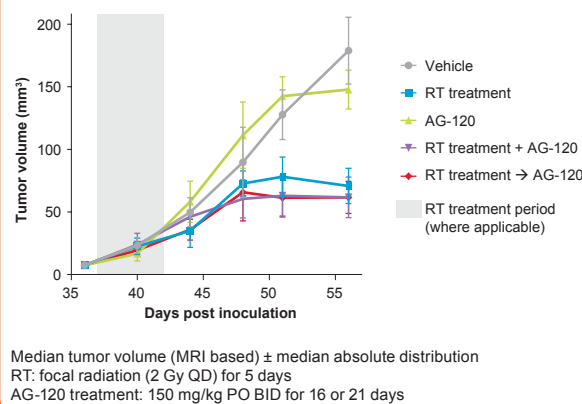 200
150
100
50
0
Tumor volume (mm³)
35
40
45
50
55
Days post inoculation
Vehicle
RT treatment
AG-120
RT treatment + AG-120
RT treatment → AG-120
RT treatment period
(where applicable)
Median tumor volume (MRI based) ± median absolute distribution
RT: focal radiation (2 Gy QD) for 5 days
AG-120 treatment: 150 mg/kg PO BID for 16 or 21 days